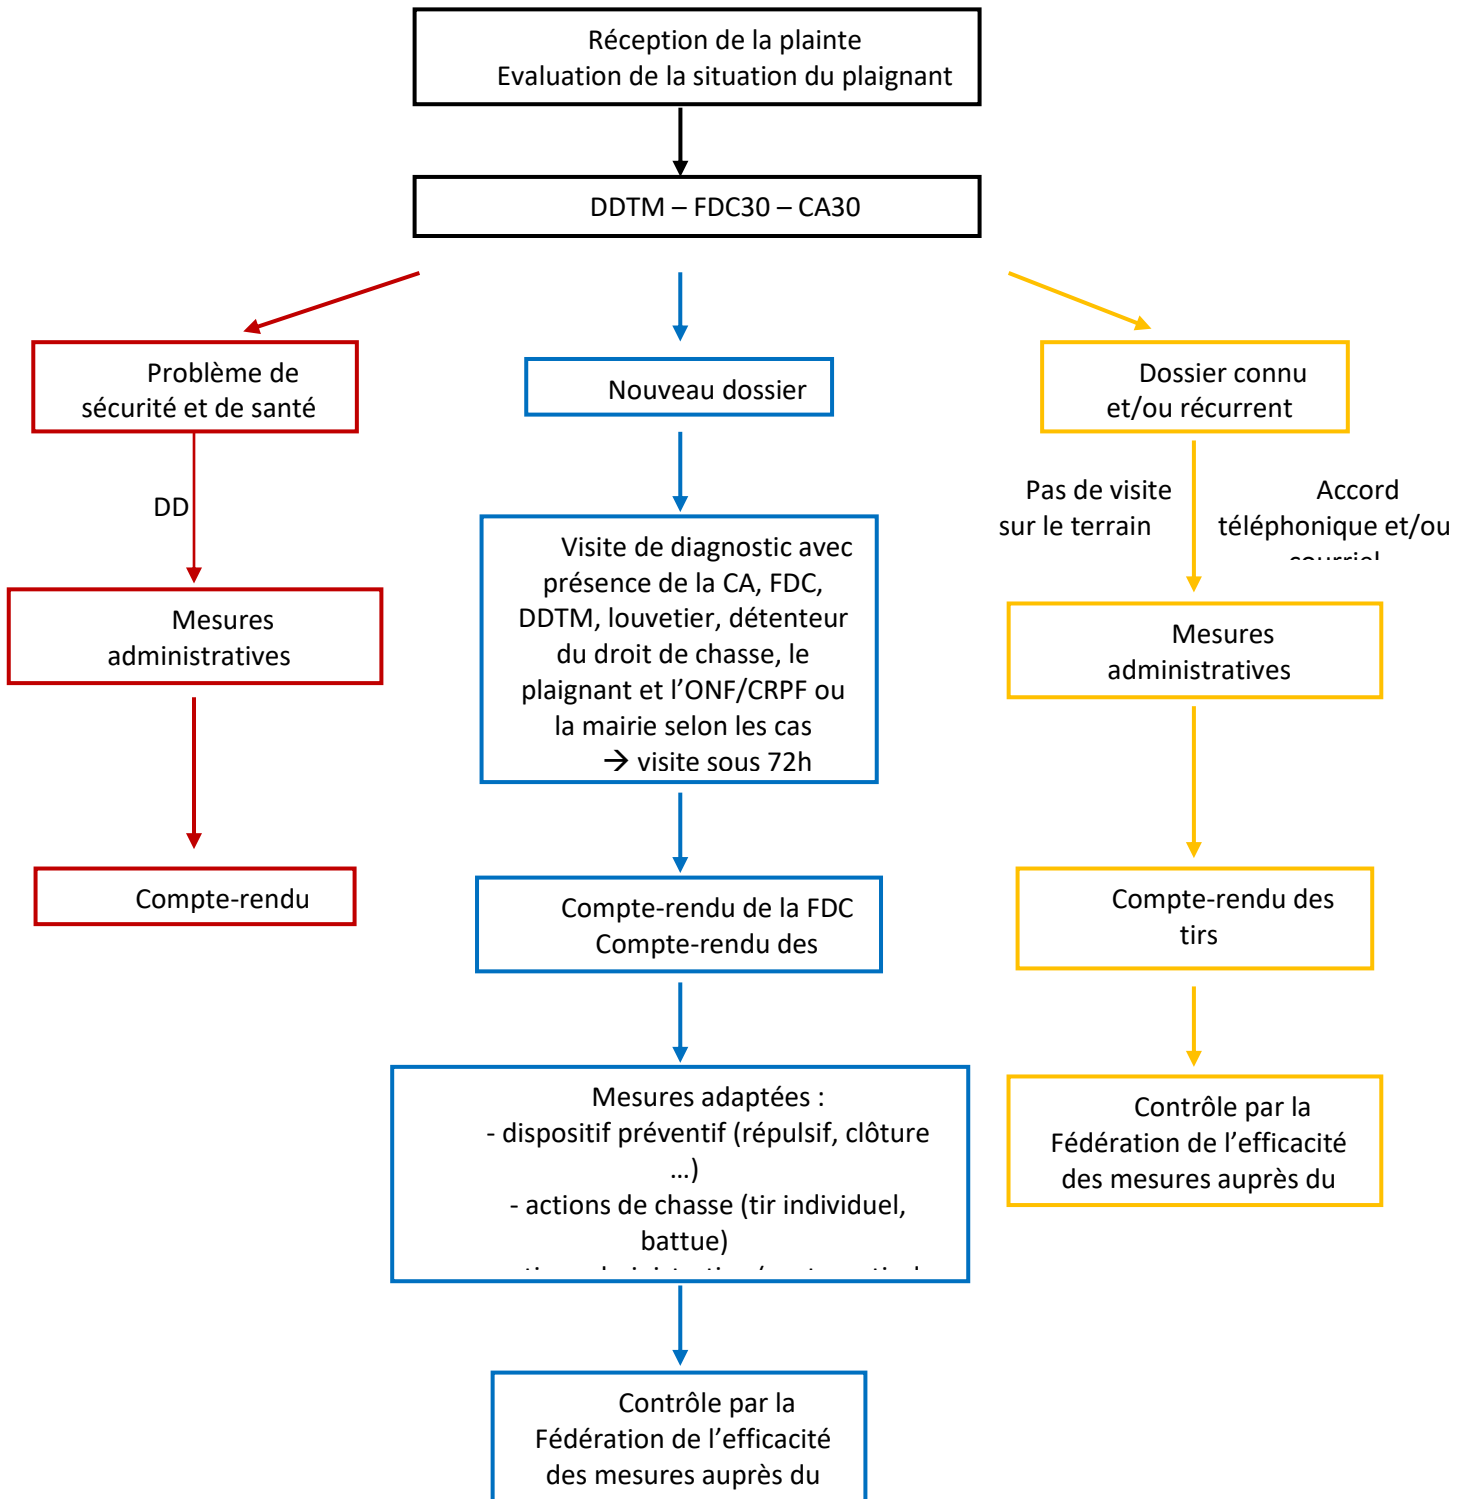 Réception de la plainte
Evaluation de la situation du plaignant
DDTM – FDC30 – CA30
Problème de
sécurité et de santé
DD
Mesures
administratives
Compte-rendu
Nouveau dossier
Visite de diagnostic avec
présence de la CA, FDC,
DDTM, louvetier, détenteur
du droit de chasse, le
plaignant et l’ONF/CRPF ou
la mairie selon les cas
→ visite sous 72h
Compte-rendu de la FDC
Compte-rendu des
Mesures adaptées :
- dispositif préventif (répulsif, clôture
…)
- actions de chasse (tir individuel,
battue)
Contrôle par la
Fédération de l’efficacité
des mesures auprès du
Dossier connu
et/ou récurrent
Pas de visite
sur le terrain
Accord
téléphonique et/ou
courriel
Mesures
administratives
Compte-rendu des
tirs
Contrôle par la
Fédération de l’efficacité
des mesures auprès du